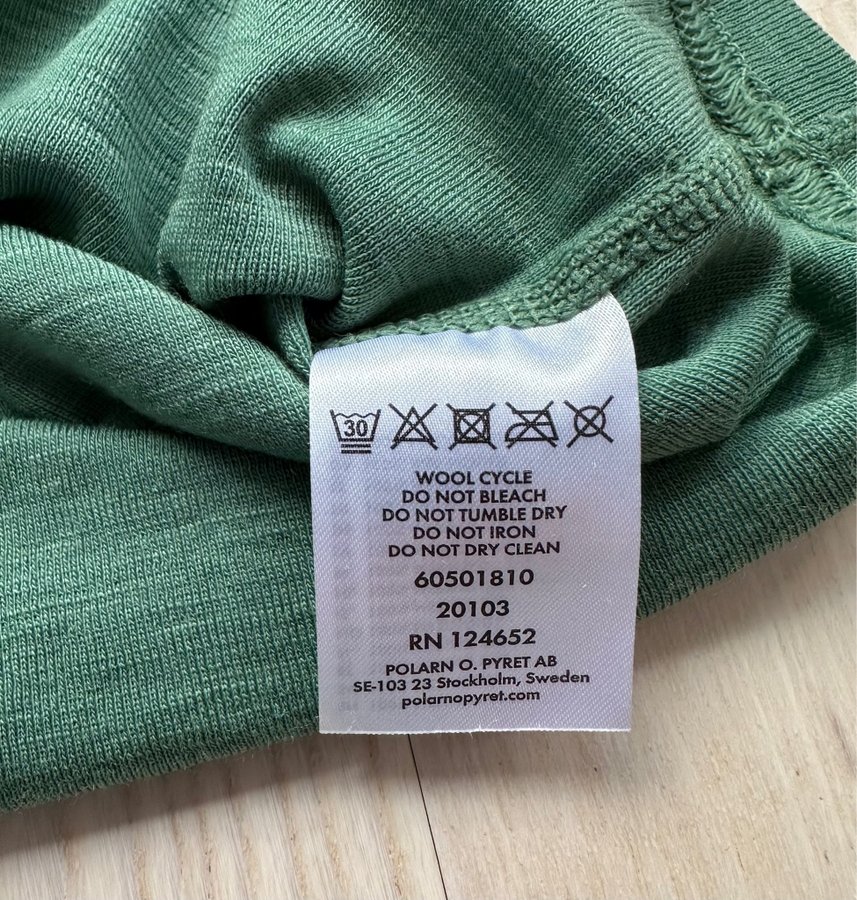 30
WOOL CYCLE
DO NOT BLEACH
DO NOT TUMBLE DRY
DO NOT IRON
DO NOT DRY CLEAN
60501810
20103
RN 124652
POLARN O. PYRET AB
SE-103 23 Stockholm, Sweden
polarnopyret.com